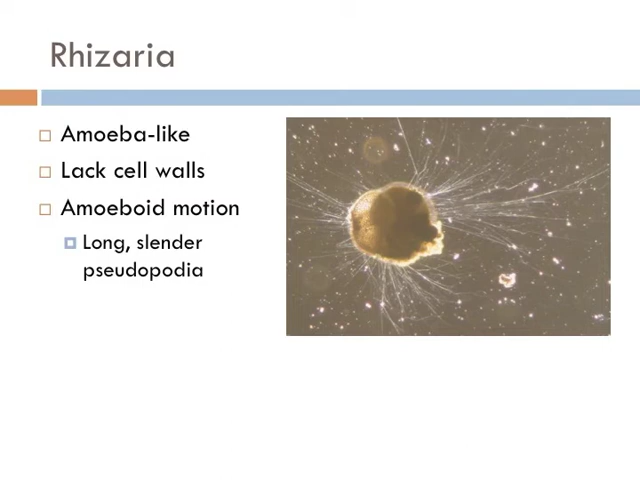 Rhizaria
Amoeba-like
Lack cell walls
Amoeboid motion
Long, slender
pseudopodia